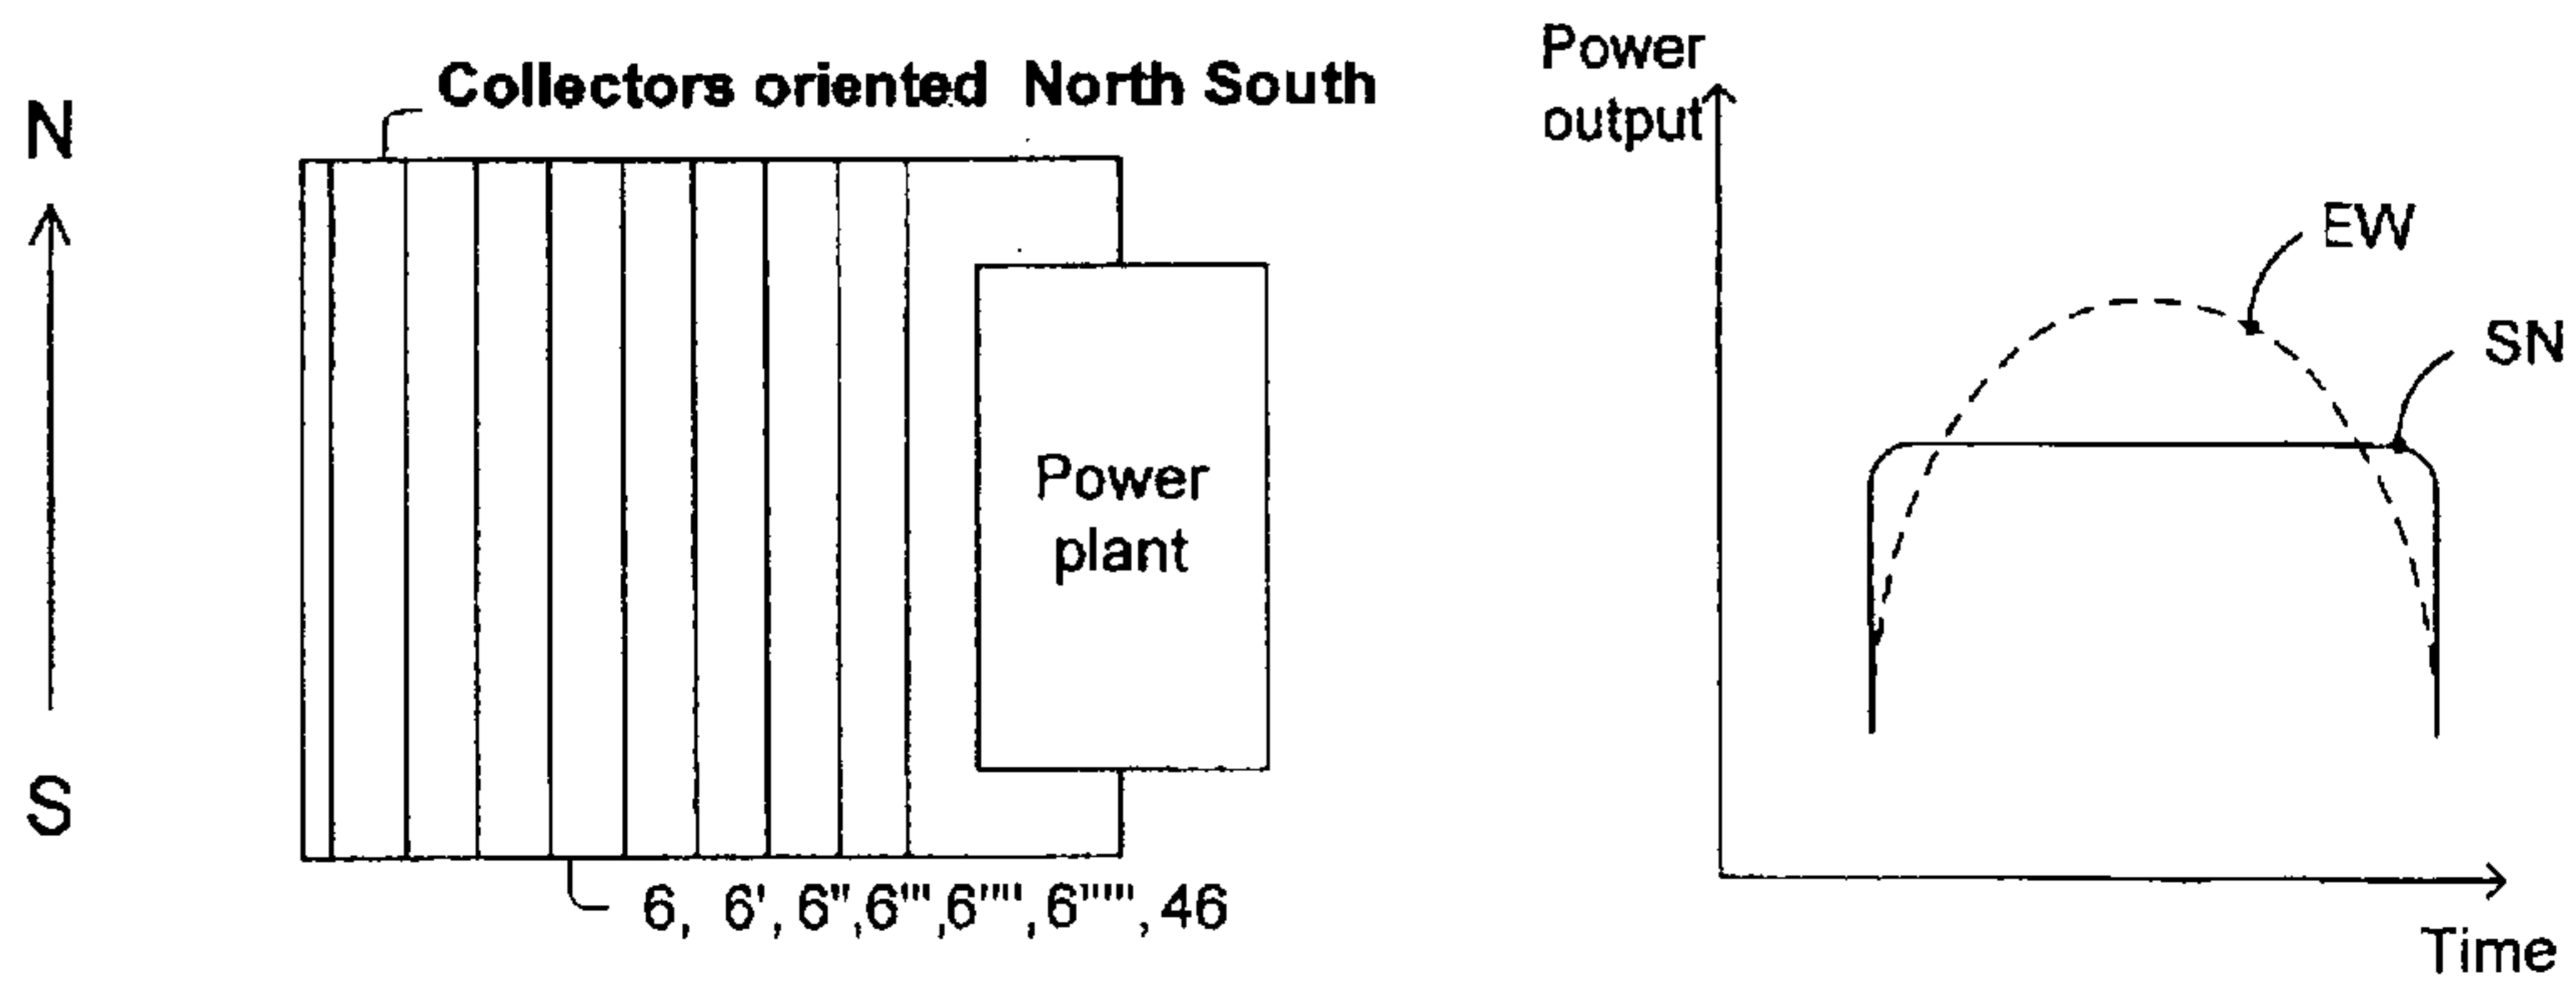 N
S
Collectors oriented North South
Power
plant
6, 6', 6'',6''',6'''',6''''', 46
Power
output
EW
SN
Time